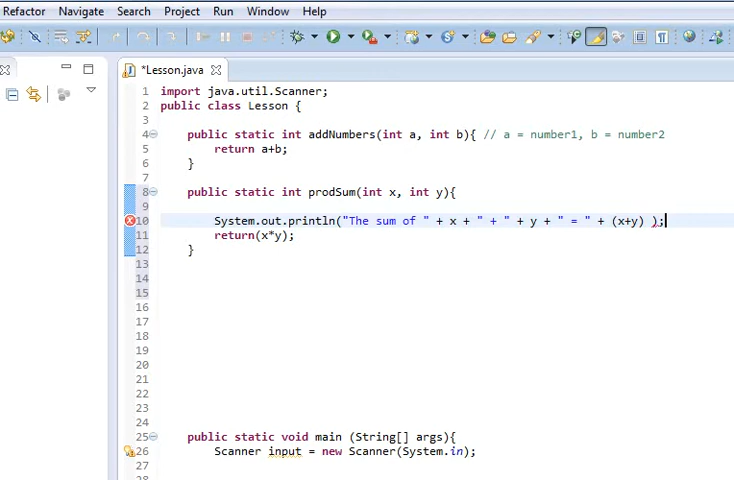 Refactor Navigate Search Project Run Window Help
*Lesson.java
1 import java.util.Scanner;
2 public class Lesson {
3
4 public static int addNumbers(int a, int b){ // a = number1, b = number2
5 return a+b;
6 }
7
8 public static int prodSum(int x, int y){
9
10 System.out.println("The sum of " + x + " + " + y + " = " + (x+y) );
11 return(x*y);
12 }
13
14
15
16
17
18
19
20
21
22
23
24
25 public static void main (String[] args){
26 Scanner input = new Scanner(System.in);
27
28